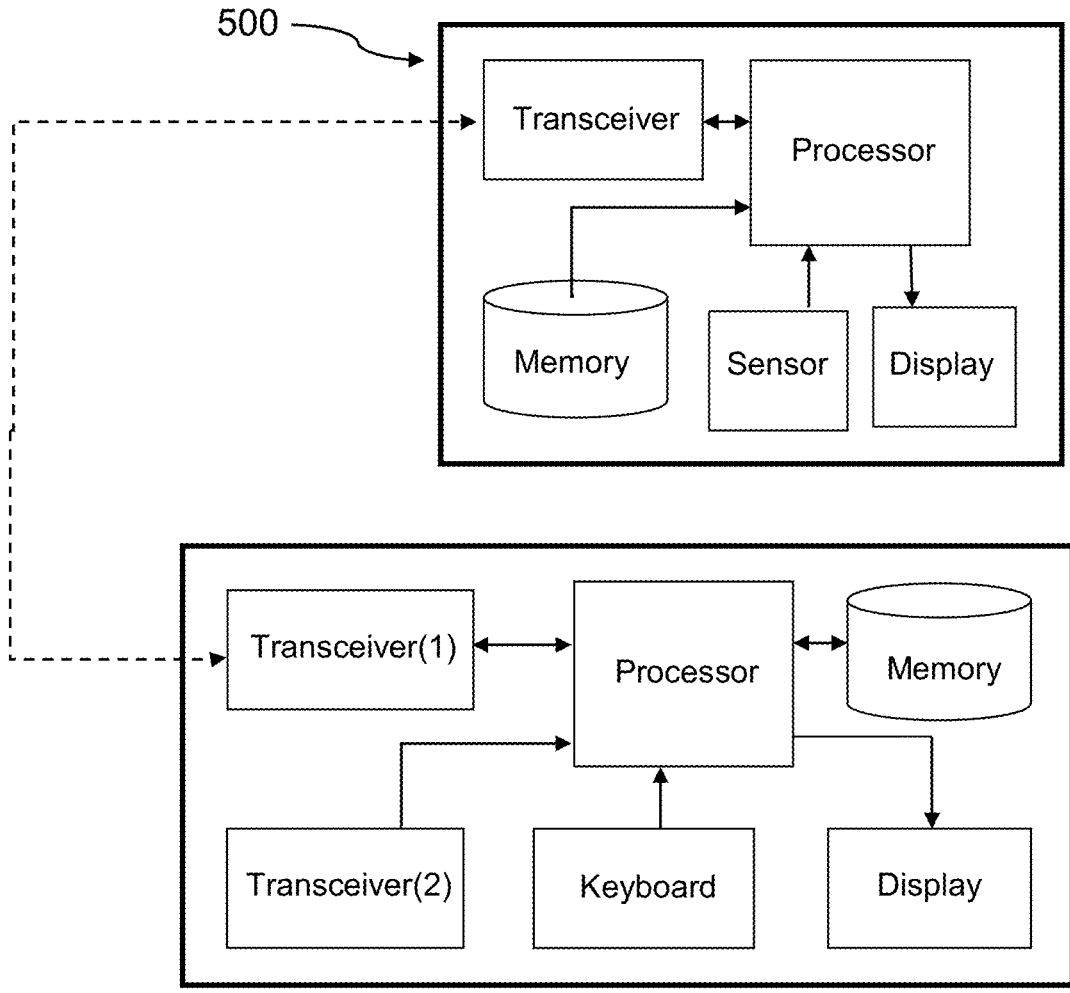 500
Transceiver
Processor
Memory
Sensor
Display
Transceiver(1)
Processor
Memory
Transceiver(2)
Keyboard
Display